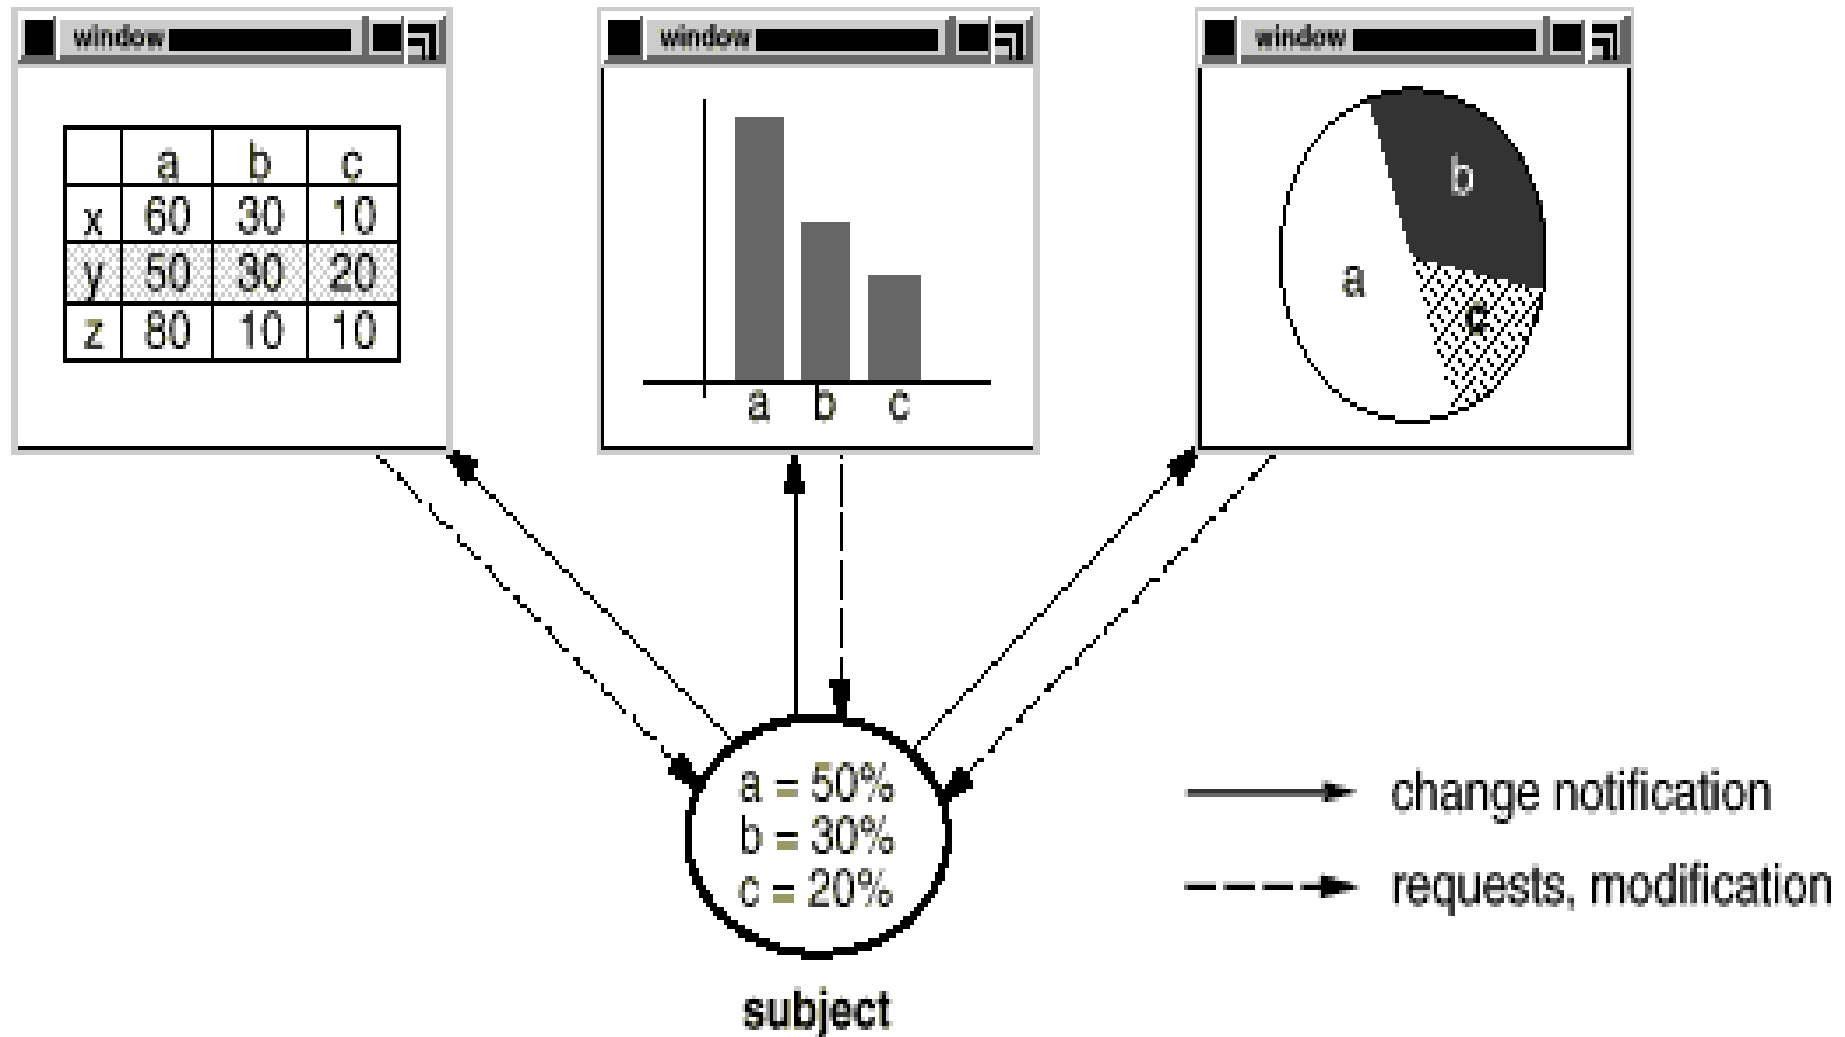 window
a b c
x 60 30 10
y 50 30 20
z 80 10 10
window
a b c
window
b
a
c
a = 50%
b = 30%
c = 20%
subject
change notification
requests, modification